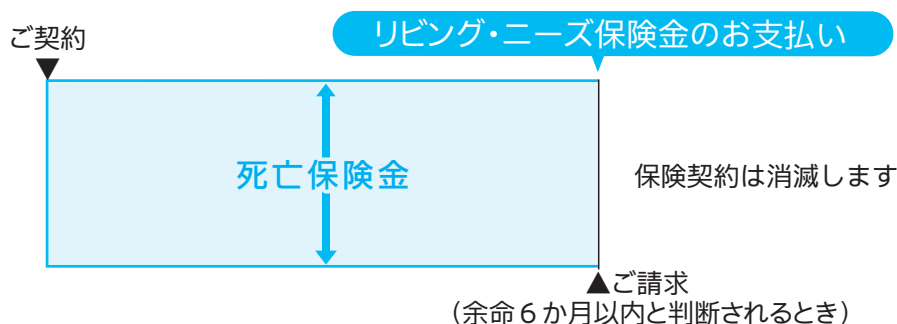 ご契約
リビング・ニーズ保険金のお支払い
▼
死亡保険金
保険契約は消滅します
▲ご請求
(余命6か月以内と判断されるとき)